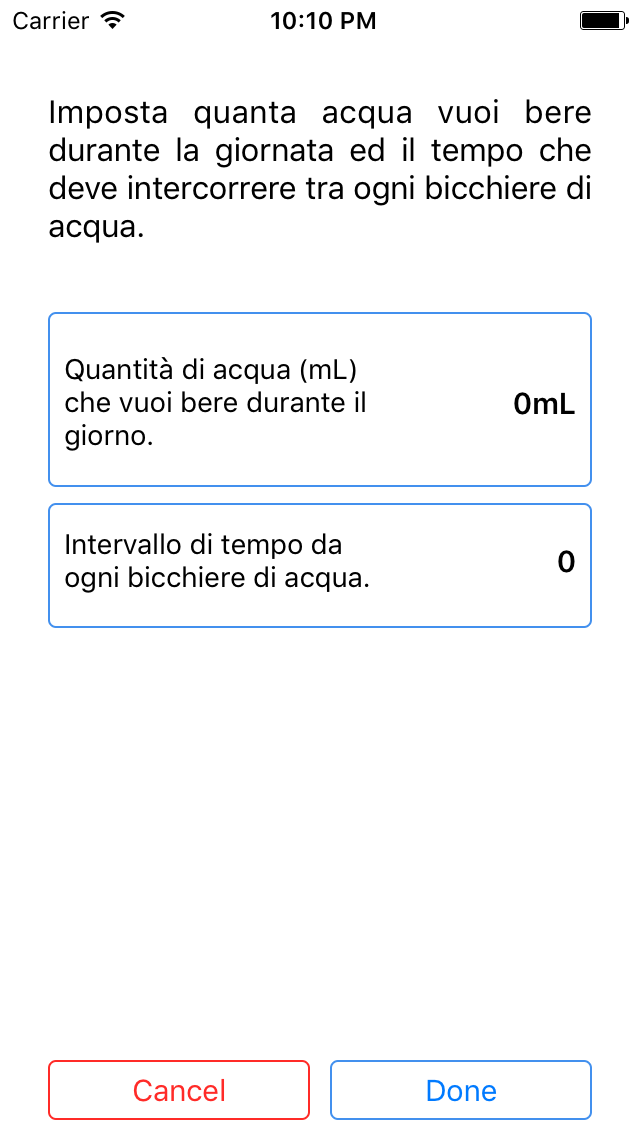 Carrier 10:10 PM
Imposta quanta acqua vuoi bere
durante la giornata ed il tempo che
deve intercorrere tra ogni bicchiere di
acqua.
Quantità di acqua (mL)
che vuoi bere durante il
giorno.
0mL
Intervallo di tempo da
ogni bicchiere di acqua.
0
Cancel Done